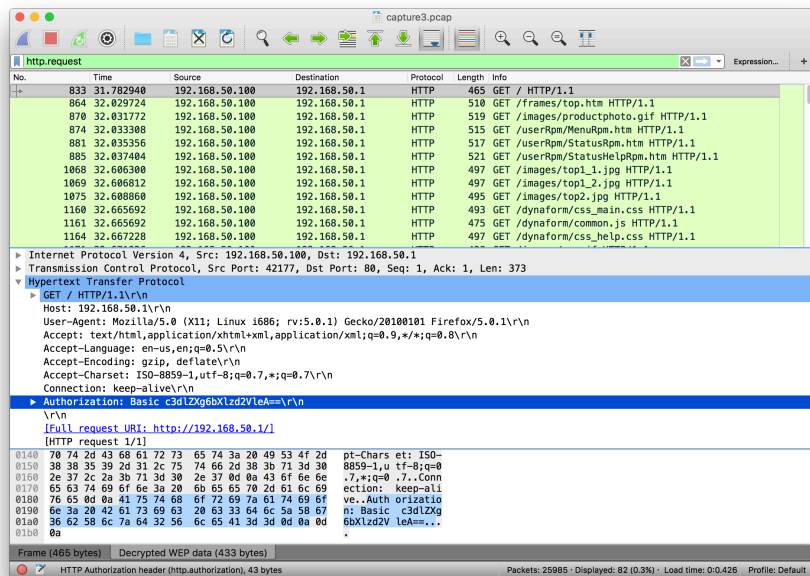 capture3.pcap
http.request
Expression...
+
No. Time Source Destination Protocol Length Info
833 31.782940 192.168.50.100 192.168.50.1 HTTP 465 GET / HTTP/1.1
864 32.029724 192.168.50.100 192.168.50.1 HTTP 510 GET /frames/top.htm HTTP/1.1
870 32.031772 192.168.50.100 192.168.50.1 HTTP 519 GET /images/productphoto.gif HTTP/1.1
874 32.033308 192.168.50.100 192.168.50.1 HTTP 515 GET /userRpm/MenuRpm.htm HTTP/1.1
881 32.035356 192.168.50.100 192.168.50.1 HTTP 517 GET /userRpm/StatusRpm.htm HTTP/1.1
885 32.037404 192.168.50.100 192.168.50.1 HTTP 521 GET /userRpm/StatusHelpRpm.htm HTTP/1.1
1068 32.606300 192.168.50.100 192.168.50.1 HTTP 497 GET /images/top1_1.jpg HTTP/1.1
1069 32.606812 192.168.50.100 192.168.50.1 HTTP 497 GET /images/top1_2.jpg HTTP/1.1
1075 32.608860 192.168.50.100 192.168.50.1 HTTP 495 GET /images/top2.jpg HTTP/1.1
1160 32.665692 192.168.50.100 192.168.50.1 HTTP 493 GET /dynaform/css_main.css HTTP/1.1
1161 32.665692 192.168.50.100 192.168.50.1 HTTP 475 GET /dynaform/common.js HTTP/1.1
1164 32.667228 192.168.50.100 192.168.50.1 HTTP 497 GET /dynaform/css_help.css HTTP/1.1
Internet Protocol Version 4, Src: 192.168.50.100, Dst: 192.168.50.1
Transmission Control Protocol, Src Port: 42177, Dst Port: 80, Seq: 1, Ack: 1, Len: 373
Hypertext Transfer Protocol
GET / HTTP/1.1\r\n
Host: 192.168.50.1\r\n
User-Agent: Mozilla/5.0 (X11; Linux i686; rv:5.0.1) Gecko/20100101 Firefox/5.0.1\r\n
Accept: text/html,application/xhtml+xml,application/xml;q=0.9,*/*;q=0.8\r\n
Accept-Language: en-us,en;q=0.5\r\n
Accept-Encoding: gzip, deflate\r\n
Accept-Charset: ISO-8859-1,utf-8;q=0.7,*;q=0.7\r\n
Connection: keep-alive\r\n
Authorization: Basic c3dlZXg6bXlzd2VleA==\r\n
\r\n
[Full request URI: http://192.168.50.1/]
[HTTP request 1/1]
0140 70 74 2d 43 68 61 72 73 65 74 3a 20 49 53 4f 2d pt-Chars et: ISO-
0150 38 38 35 39 2d 31 2c 75 74 66 2d 38 3b 71 3d 30 8859-1,u tf-8;q=0
0160 2e 37 2c 2a 3b 71 3d 30 2e 37 0d 0a 43 6f 6e 6e .7,*;q=0 .7..Conn
0170 65 63 74 69 6f 6e 3a 20 6b 65 65 70 2d 61 6c 69 ection:  keep-ali
0180 76 65 0d 0a 41 75 74 68 6f 72 69 7a 61 74 69 6f ve..Auth orizatio
0190 6e 3a 20 42 61 73 69 63 20 63 33 64 6c 5a 58 67 n: Basic  c3dlZXg
01a0 36 62 58 6c 7a 64 32 56 6c 65 41 3d 3d 0d 0a 0d 6bXlzd2V leA==...
01b0 0a .
Frame (465 bytes) Decrypted WEP data (433 bytes)
HTTP Authorization header (http.authorization), 43 bytes Packets: 25985 · Displayed: 82 (0.3%) · Load time: 0:0.426 Profile: Default